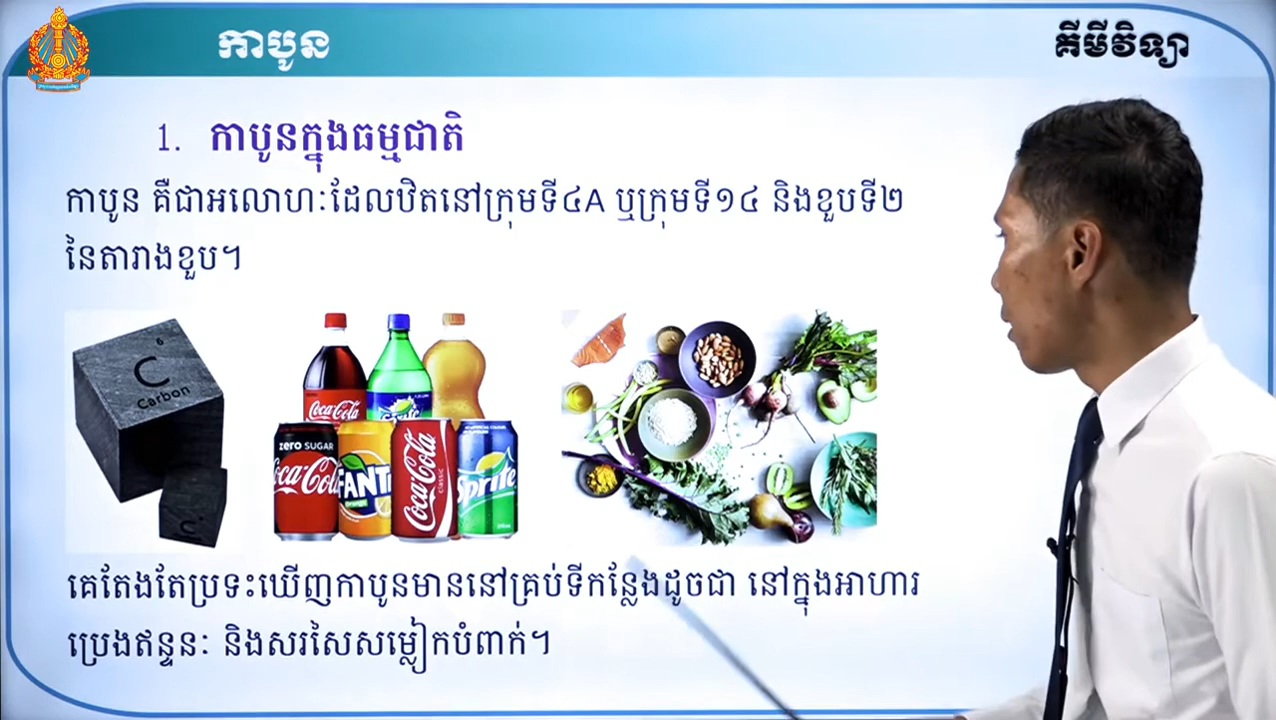 កាបូន
គីមីវិទ្យា
1. កាបូនក្នុងធម្មជាតិ
កាបូន គឺជាអលោហៈដែលឋិតនៅក្រុមទី៤A ឬក្រុមទី១៤ និងខួបទី២
នៃតារាងខួប។
6
C
Carbon
C
Coca-Cola
Sprite
zero SUGAR
Coca-Cola
FANTA
Coca-Cola
classic
Sprite
គេតែងតែប្រទះឃើញកាបូនមាននៅគ្រប់ទីកន្លែងដូចជា នៅក្នុងអាហារ
ប្រេងឥន្ធនៈ និងសរសៃសម្លៀកបំពាក់។